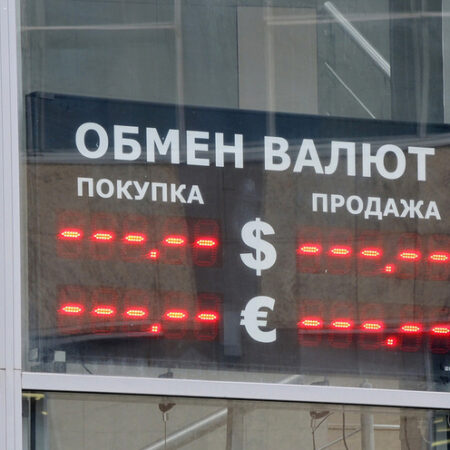 ОБМЕН ВАЛЮТ
ПОКУПКА ПРОДАЖА
---.-- $ ---.--
---.-- € ---.--